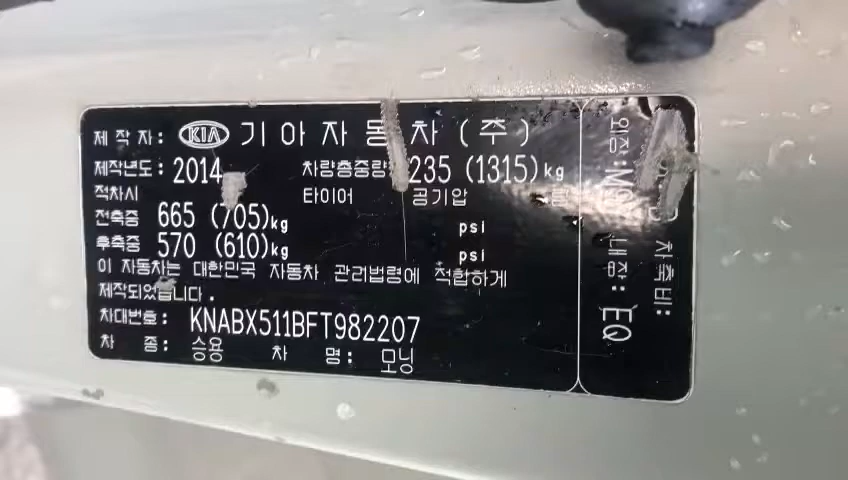 제 작 자: KIA 기 아 자 동 차 ( 주 )
제작년도: 2014 차량총중량: 235 (1315)kg
적차시 타이어 공기압
전축중 665 (705)kg psi
후축중 570 (610)kg psi
이 자동차는 대한민국 자동차 관리법령에 적합하게
제작되었습니다.
차대번호: KNABX511BFT982207
차 종: 승용 차 명: 모닝
외장: 내장: EQ
차축비: